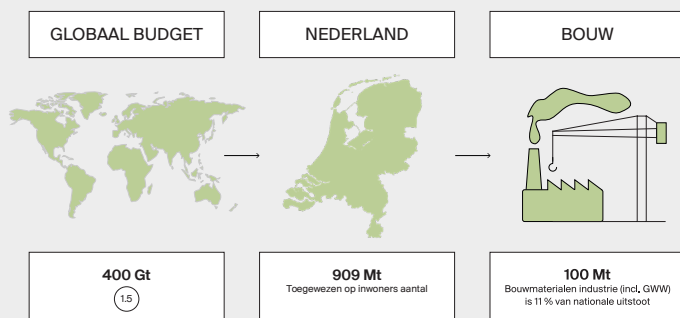 GLOBAAL BUDGET
NEDERLAND
BOUW
400 Gt
1.5
909 Mt
Toegewezen op inwoners aantal
100 Mt
Bouwmaterialen industrie (incl. GWW)
is 11 % van nationale uitstoot